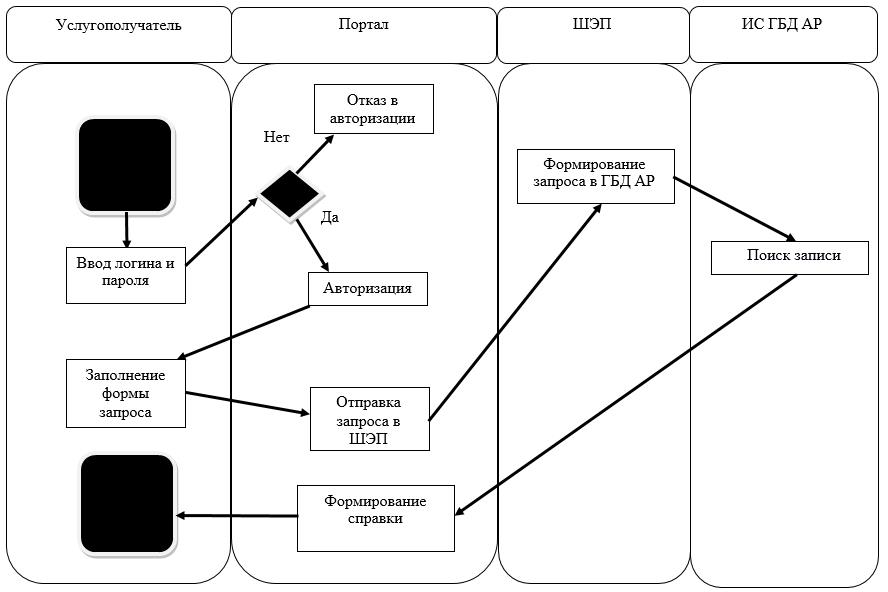 Услугополучатель
Портал
ШЭП
ИС ГБД АР
Отказ в
авторизации
Нет
Формирование
запроса в ГБД АР
Да
Ввод логина и
пароля
Поиск записи
Авторизация
Заполнение
формы
запроса
Отправка
запроса в
ШЭП
Формирование
справки